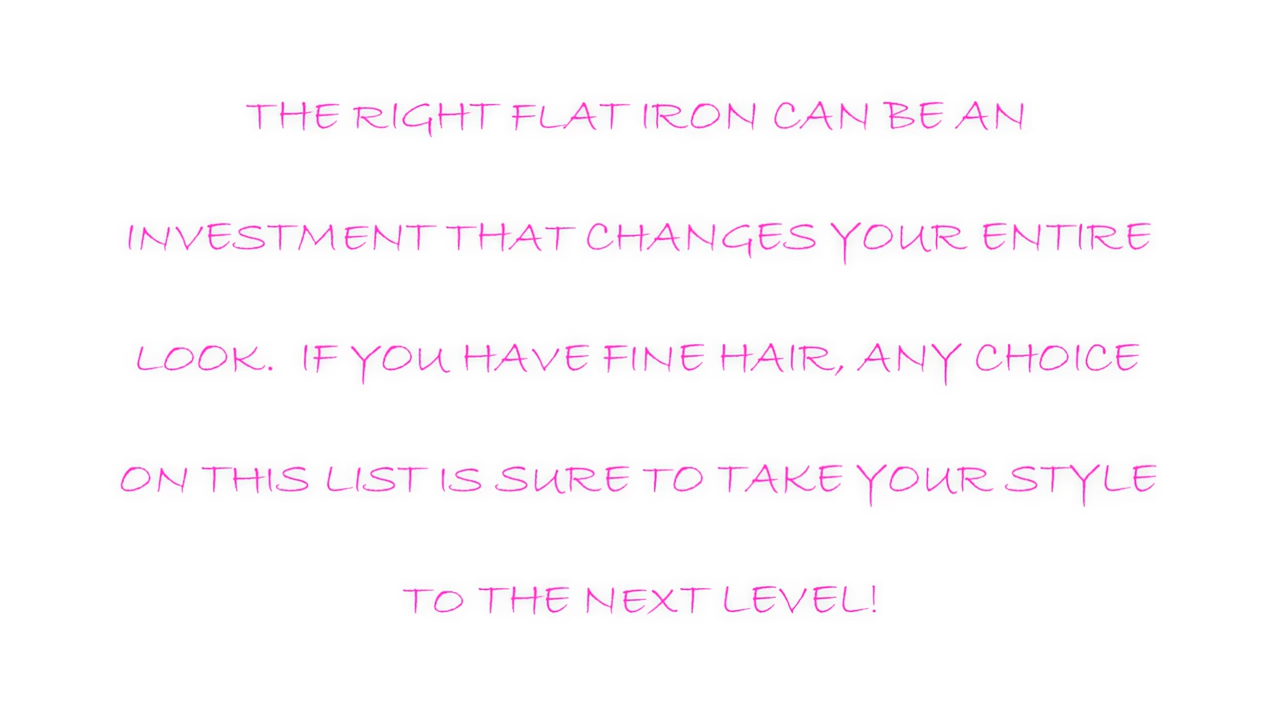 THE RIGHT FLAT IRON CAN BE AN
INVESTMENT THAT CHANGES YOUR ENTIRE
LOOK.  IF YOU HAVE FINE HAIR, ANY CHOICE
ON THIS LIST IS SURE TO TAKE YOUR STYLE
TO THE NEXT LEVEL!